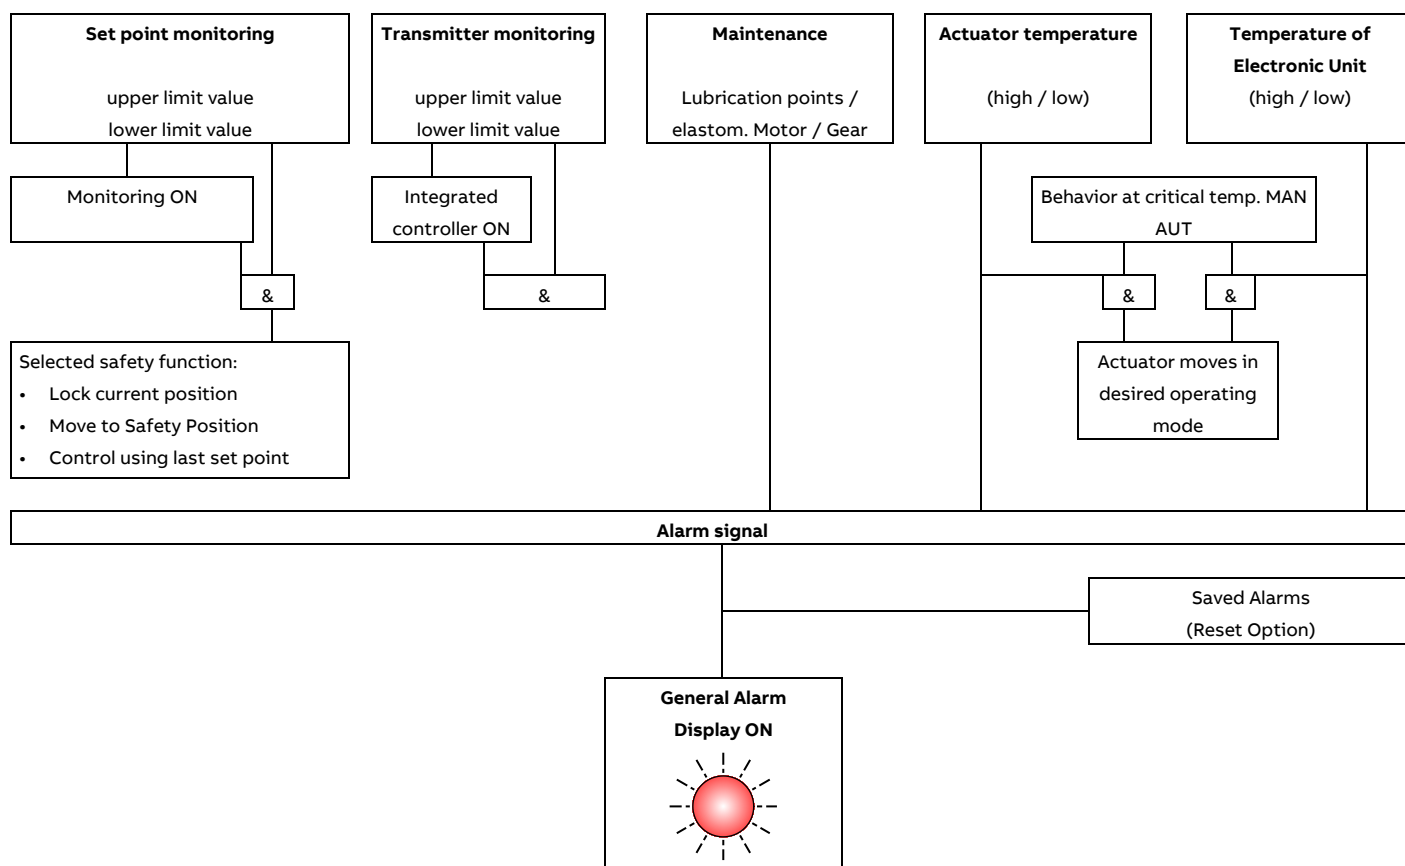 Set point monitoring
upper limit value
lower limit value
Transmitter monitoring
upper limit value
lower limit value
Maintenance
Lubrication points /
elastom. Motor / Gear
Actuator temperature
(high / low)
Temperature of
Electronic Unit
(high / low)
Monitoring ON
Integrated
controller ON
Behavior at critical temp. MAN
AUT
&
&
&
&
Selected safety function:
• Lock current position
• Move to Safety Position
• Control using last set point
Actuator moves in
desired operating
mode
Alarm signal
Saved Alarms
(Reset Option)
General Alarm
Display ON